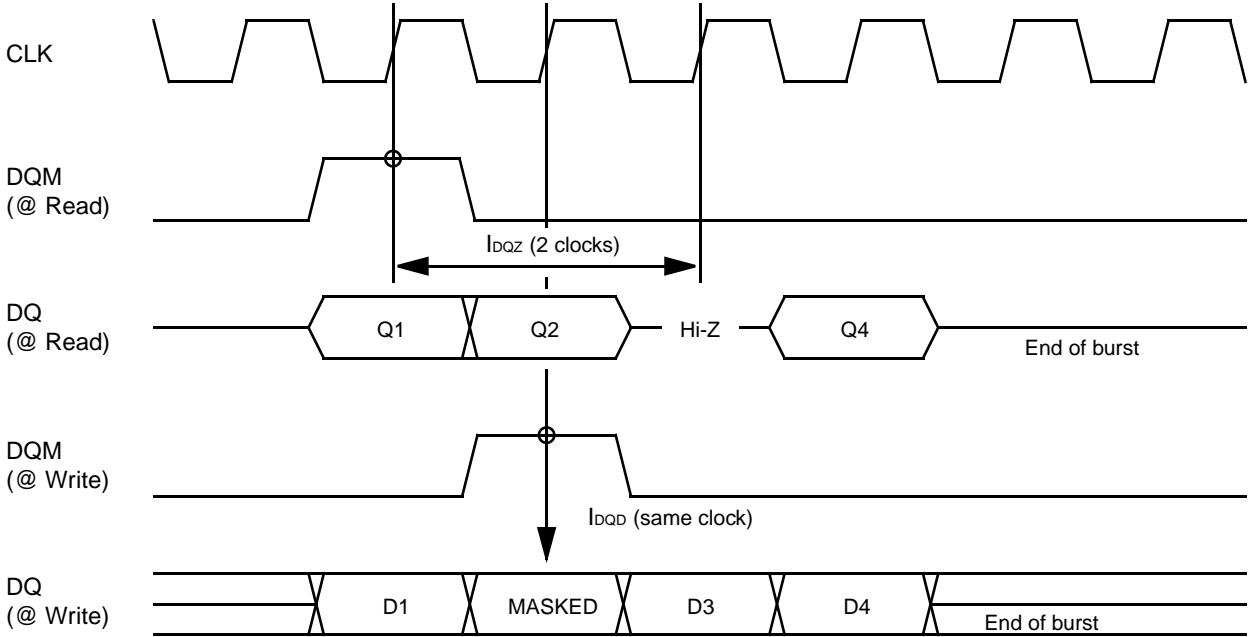 CLK
DQM
(@ Read)
IDQZ (2 clocks)
DQ
(@ Read)
Q1
Q2
Hi-Z
Q4
End of burst
DQM
(@ Write)
IDQD (same clock)
DQ
(@ Write)
D1
MASKED
D3
D4
End of burst